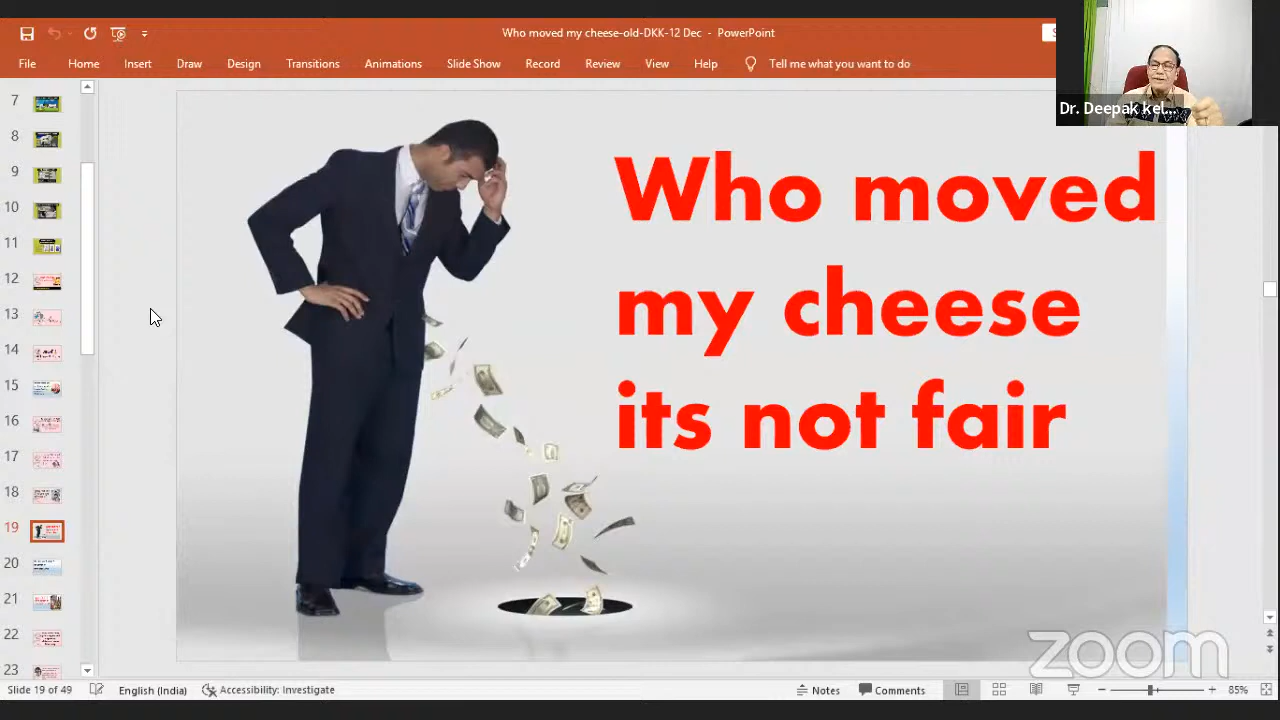 Who moved my cheese-old-DKK-12 Dec - PowerPoint
File Home Insert Draw Design Transitions Animations Slide Show Record Review View Help Tell me what you want to do
Dr. Deepak kel...
7
8
9
10
11
12
13
14
15
16
17
18
19
20
21
22
23
Who moved
my cheese
its not fair
zoom
Slide 19 of 49 English (India) Accessibility: Investigate Notes Comments 85%